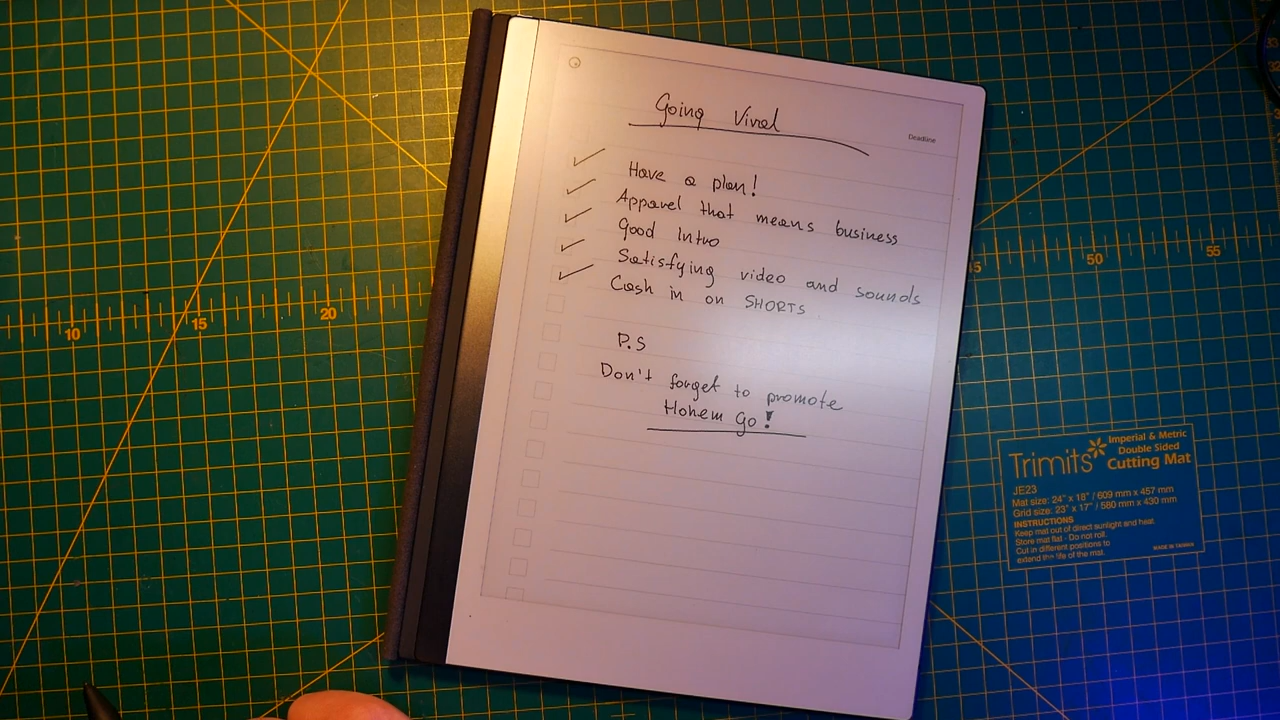 Going Viral
Deadline
Have a plan!
Apparel that means business
Good Intro
Satisfying video and sounds
Cash in on SHORTS
P.S
Don't forget to promote
Hohem Go!
10
15
20
45
50
55
Trimits
Imperial & Metric
Double Sided
Cutting Mat
JE23
Mat size: 24" x 18" / 609 mm x 457 mm
Grid size: 23" x 17" / 580 mm x 430 mm
INSTRUCTIONS
Keep mat out of direct sunlight and heat.
Store mat flat - Do not roll.
Cut in different positions to
extend the life of the mat.
MADE IN TAIWAN